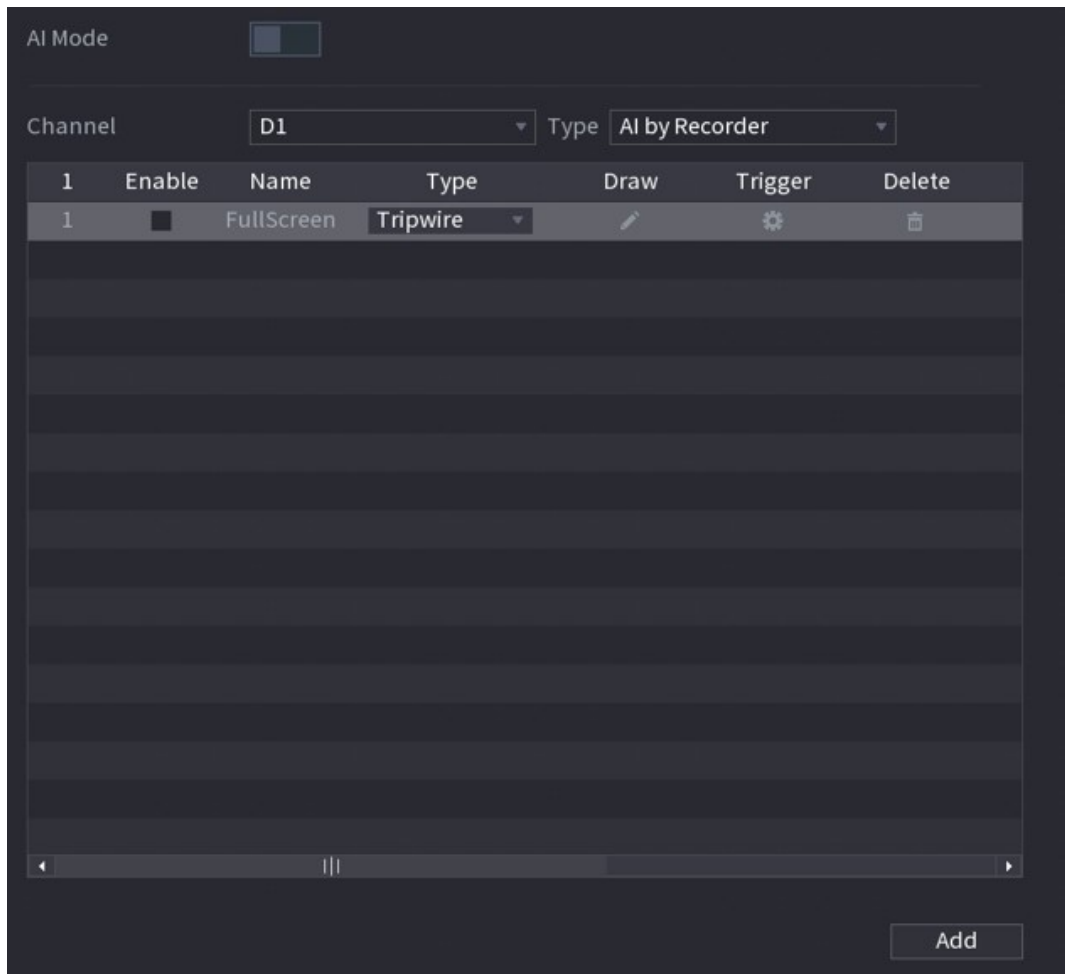 AI Mode
Channel D1 Type AI by Recorder
1 Enable Name Type Draw Trigger Delete
1 FullScreen Tripwire
Add